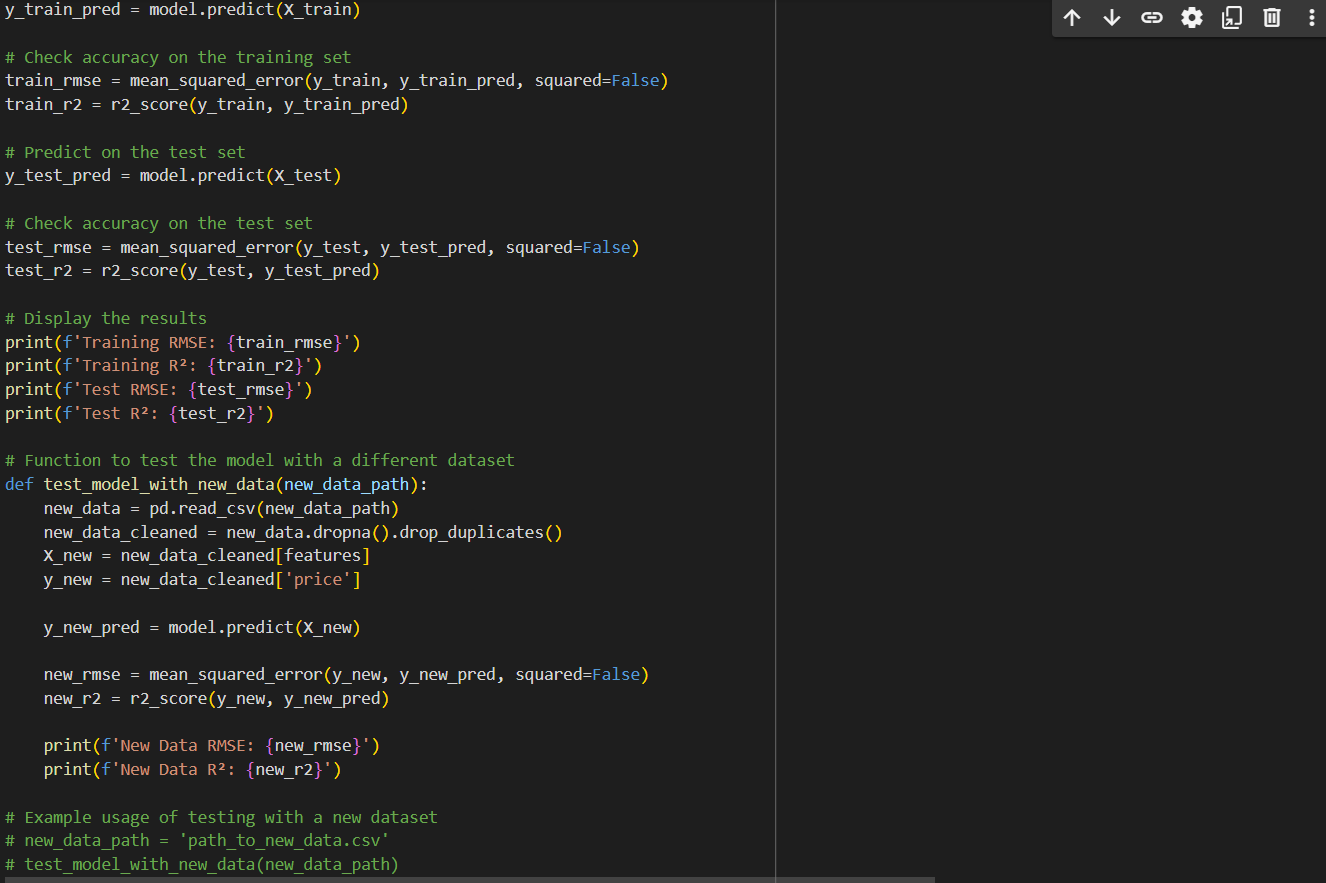 y_train_pred = model.predict(X_train)

# Check accuracy on the training set
train_rmse = mean_squared_error(y_train, y_train_pred, squared=False)
train_r2 = r2_score(y_train, y_train_pred)

# Predict on the test set
y_test_pred = model.predict(X_test)

# Check accuracy on the test set
test_rmse = mean_squared_error(y_test, y_test_pred, squared=False)
test_r2 = r2_score(y_test, y_test_pred)

# Display the results
print(f'Training RMSE: {train_rmse}')
print(f'Training R²: {train_r2}')
print(f'Test RMSE: {test_rmse}')
print(f'Test R²: {test_r2}')

# Function to test the model with a different dataset
def test_model_with_new_data(new_data_path):
    new_data = pd.read_csv(new_data_path)
    new_data_cleaned = new_data.dropna().drop_duplicates()
    X_new = new_data_cleaned[features]
    y_new = new_data_cleaned['price']

    y_new_pred = model.predict(X_new)

    new_rmse = mean_squared_error(y_new, y_new_pred, squared=False)
    new_r2 = r2_score(y_new, y_new_pred)

    print(f'New Data RMSE: {new_rmse}')
    print(f'New Data R²: {new_r2}')

# Example usage of testing with a new dataset
# new_data_path = 'path_to_new_data.csv'
# test_model_with_new_data(new_data_path)